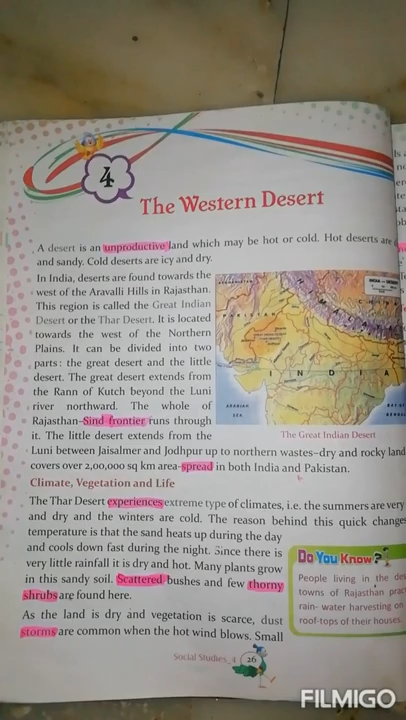 4
The Western Desert
A desert is an unproductive land which may be hot or cold. Hot deserts are
and sandy. Cold deserts are icy and dry.
In India, deserts are found towards the
west of the Aravalli Hills in Rajasthan.
This region is called the Great Indian
Desert or the Thar Desert. It is located
towards the west of the Northern
Plains. It can be divided into two
parts : the great desert and the little
desert. The great desert extends from
the Rann of Kutch beyond the Luni
river northward. The whole of
Rajasthan–Sind frontier runs through
it. The little desert extends from the
PAKISTAN
INDIA
ARABIAN
SEA
The Great Indian Desert
Luni between Jaisalmer and Jodhpur up to northern wastes–dry and rocky land
covers over 2,00,000 sq km area-spread in both India and Pakistan.
Climate, Vegetation and Life
The Thar Desert experiences extreme type of climates, i.e. the summers are very
and dry and the winters are cold. The reason behind this quick change
temperature is that the sand heats up during the day
and cools down fast during the night. Since there is
very little rainfall it is dry and hot. Many plants grow
in this sandy soil. Scattered bushes and few thorny
shrubs are found here.
As the land is dry and vegetation is scarce, dust
storms are common when the hot wind blows. Small
Do You Know?
People living in the
towns of Rajasthan
rain- water harvesting on
roof-tops of their houses.
Social Studies_4
26
FILMIGO